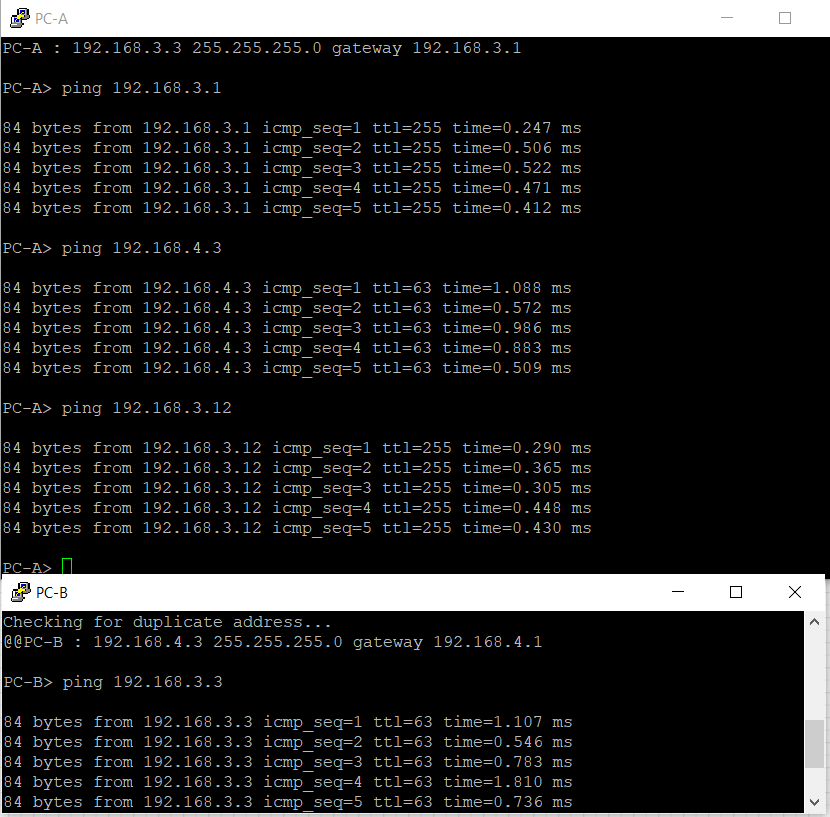 PC-A
PC-A : 192.168.3.3 255.255.255.0 gateway 192.168.3.1
PC-A> ping 192.168.3.1
84 bytes from 192.168.3.1 icmp_seq=1 ttl=255 time=0.247 ms
84 bytes from 192.168.3.1 icmp_seq=2 ttl=255 time=0.506 ms
84 bytes from 192.168.3.1 icmp_seq=3 ttl=255 time=0.522 ms
84 bytes from 192.168.3.1 icmp_seq=4 ttl=255 time=0.471 ms
84 bytes from 192.168.3.1 icmp_seq=5 ttl=255 time=0.412 ms
PC-A> ping 192.168.4.3
84 bytes from 192.168.4.3 icmp_seq=1 ttl=63 time=1.088 ms
84 bytes from 192.168.4.3 icmp_seq=2 ttl=63 time=0.572 ms
84 bytes from 192.168.4.3 icmp_seq=3 ttl=63 time=0.986 ms
84 bytes from 192.168.4.3 icmp_seq=4 ttl=63 time=0.883 ms
84 bytes from 192.168.4.3 icmp_seq=5 ttl=63 time=0.509 ms
PC-A> ping 192.168.3.12
84 bytes from 192.168.3.12 icmp_seq=1 ttl=255 time=0.290 ms
84 bytes from 192.168.3.12 icmp_seq=2 ttl=255 time=0.365 ms
84 bytes from 192.168.3.12 icmp_seq=3 ttl=255 time=0.305 ms
84 bytes from 192.168.3.12 icmp_seq=4 ttl=255 time=0.448 ms
84 bytes from 192.168.3.12 icmp_seq=5 ttl=255 time=0.430 ms
PC-A>
PC-B
Checking for duplicate address...
@@PC-B : 192.168.4.3 255.255.255.0 gateway 192.168.4.1
PC-B> ping 192.168.3.3
84 bytes from 192.168.3.3 icmp_seq=1 ttl=63 time=1.107 ms
84 bytes from 192.168.3.3 icmp_seq=2 ttl=63 time=0.546 ms
84 bytes from 192.168.3.3 icmp_seq=3 ttl=63 time=0.783 ms
84 bytes from 192.168.3.3 icmp_seq=4 ttl=63 time=1.810 ms
84 bytes from 192.168.3.3 icmp_seq=5 ttl=63 time=0.736 ms